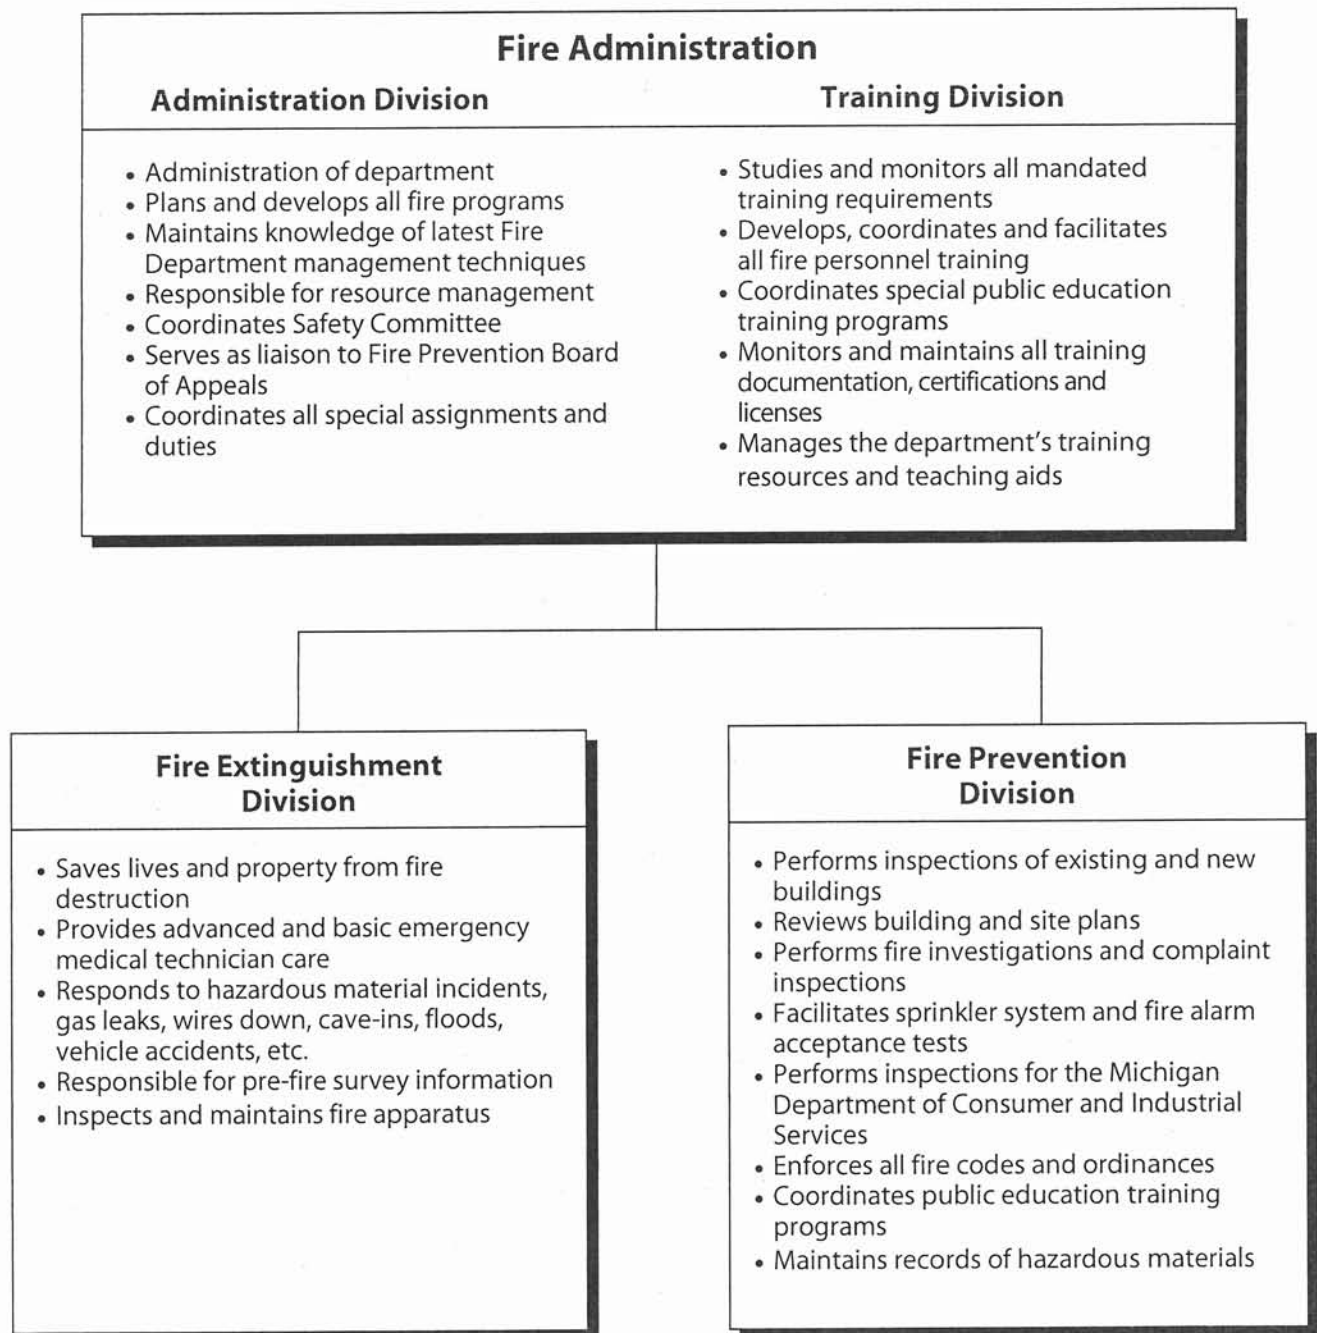 Fire Administration
Administration Division
• Administration of department
• Plans and develops all fire programs
• Maintains knowledge of latest Fire
Department management techniques
• Responsible for resource management
• Coordinates Safety Committee
• Serves as liaison to Fire Prevention Board
of Appeals
• Coordinates all special assignments and
duties
Training Division
• Studies and monitors all mandated
training requirements
• Develops, coordinates and facilitates
all fire personnel training
• Coordinates special public education
training programs
• Monitors and maintains all training
documentation, certifications and
licenses
• Manages the department's training
resources and teaching aids
Fire Extinguishment
Division
• Saves lives and property from fire
destruction
• Provides advanced and basic emergency
medical technician care
• Responds to hazardous material incidents,
gas leaks, wires down, cave-ins, floods,
vehicle accidents, etc.
• Responsible for pre-fire survey information
• Inspects and maintains fire apparatus
Fire Prevention
Division
• Performs inspections of existing and new
buildings
• Reviews building and site plans
• Performs fire investigations and complaint
inspections
• Facilitates sprinkler system and fire alarm
acceptance tests
• Performs inspections for the Michigan
Department of Consumer and Industrial
Services
• Enforces all fire codes and ordinances
• Coordinates public education training
programs
• Maintains records of hazardous materials